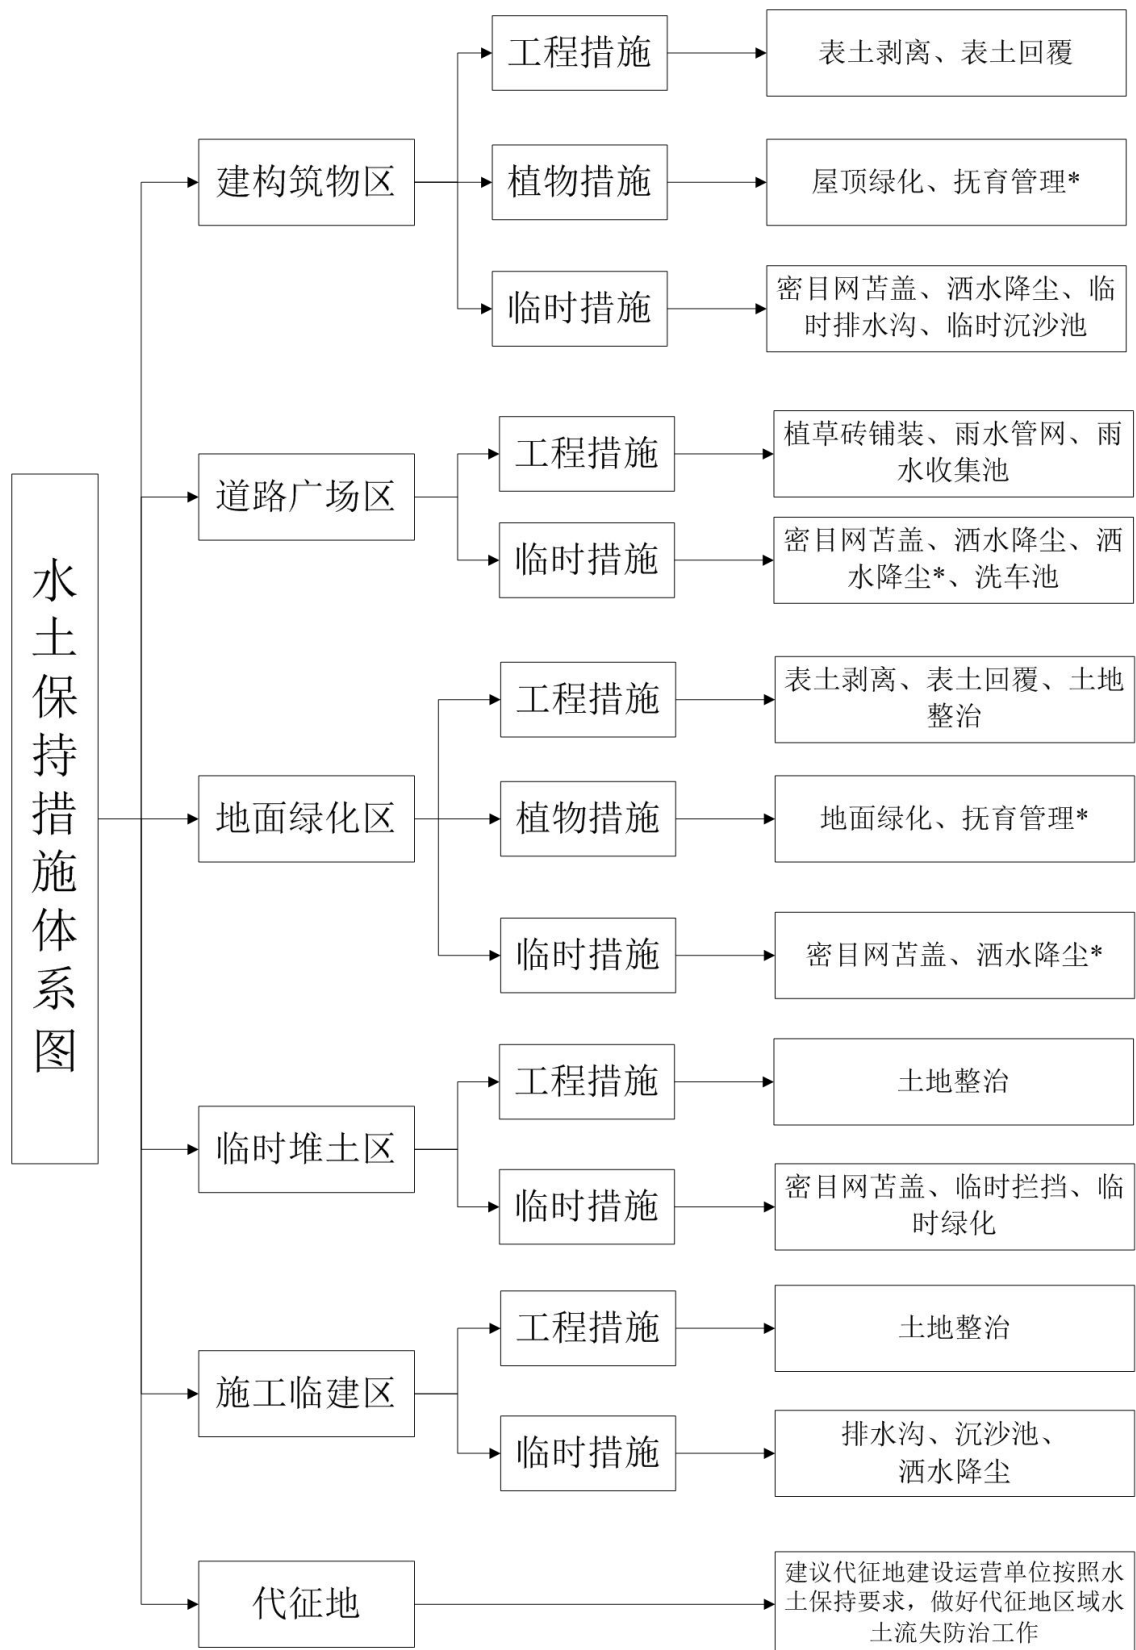 水土保持措施体系图
建构筑物区
工程措施
表土剥离、表土回覆
植物措施
屋顶绿化、抚育管理*
临时措施
密目网苫盖、洒水降尘、临
时排水沟、临时沉沙池
道路广场区
工程措施
植草砖铺装、雨水管网、雨
水收集池
临时措施
密目网苫盖、洒水降尘、洒
水降尘*、洗车池
地面绿化区
工程措施
表土剥离、表土回覆、土地
整治
植物措施
地面绿化、抚育管理*
临时措施
密目网苫盖、洒水降尘*
临时堆土区
工程措施
土地整治
临时措施
密目网苫盖、临时拦挡、临
时绿化
施工临建区
工程措施
土地整治
临时措施
排水沟、沉沙池、
洒水降尘
代征地
建议代征地建设运营单位按照水
土保持要求，做好代征地区域水
土流失防治工作